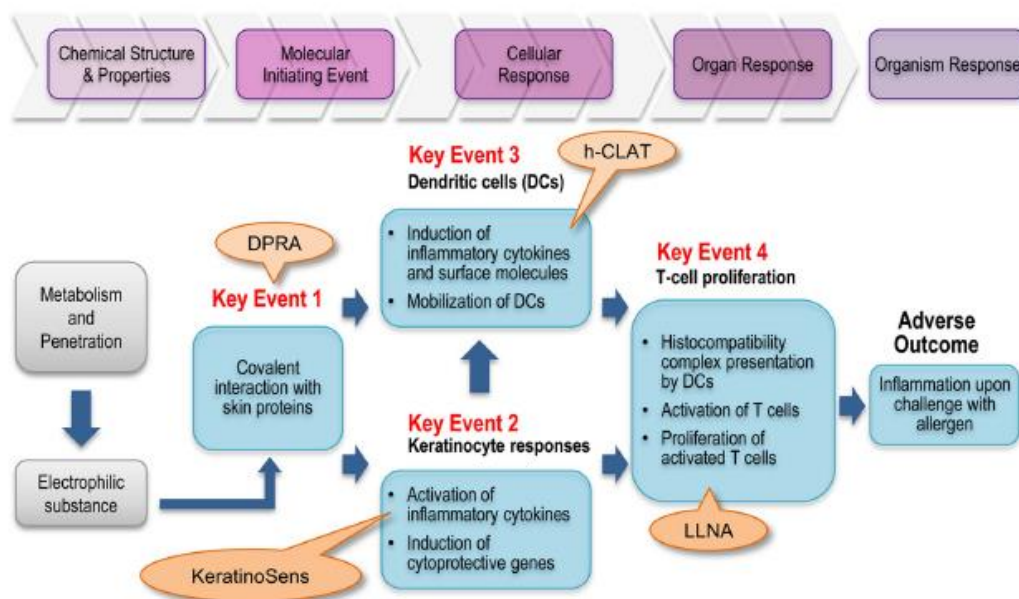 Chemical Structure
& Properties
Molecular
Initiating Event
Cellular
Response
Organ Response
Organism Response
Key Event 3
Dendritic cells (DCs)
h-CLAT
• Induction of
inflammatory cytokines
and surface molecules
• Mobilization of DCs
DPRA
Key Event 1
Covalent
interaction with
skin proteins
Metabolism
and
Penetration
Electrophilic
substance
Key Event 2
Keratinocyte responses
• Activation of
inflammatory cytokines
• Induction of
cytoprotective genes
KeratinoSens
Key Event 4
T-cell proliferation
• Histocompatibility
complex presentation
by DCs
• Activation of T cells
• Proliferation of
activated T cells
LLNA
Adverse
Outcome
Inflammation upon
challenge with
allergen